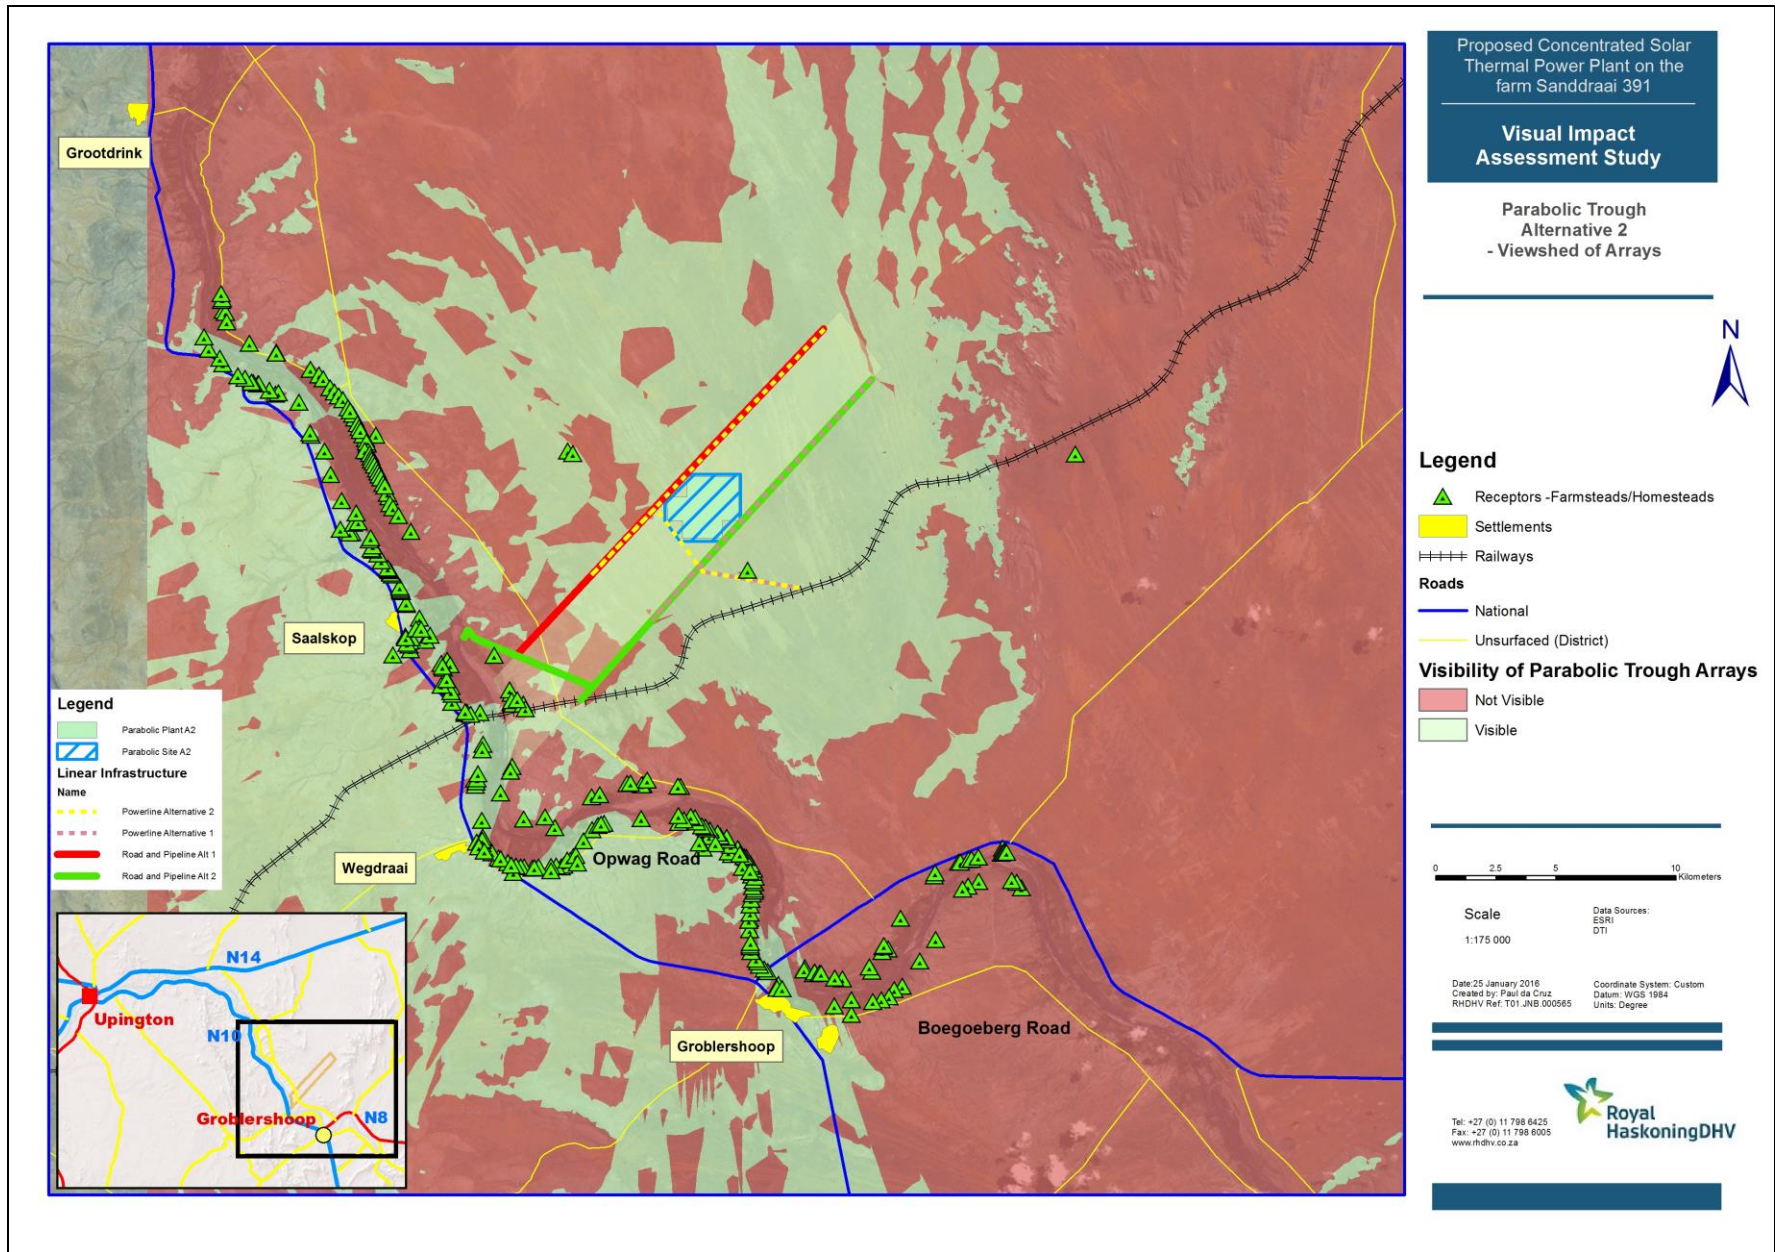 Proposed Concentrated Solar
Thermal Power Plant on the
farm Sanddraai 391
Visual Impact
Assessment Study
Parabolic Trough
Alternative 2
- Viewshed of Arrays
N
Legend
Receptors -Farmsteads/Homesteads
Settlements
Railways
Roads
National
Unsurfaced (District)
Visibility of Parabolic Trough Arrays
Not Visible
Visible
0 2.5 5 10
Kilometers
Scale
1:175 000
Data Sources:
ESRI
DTI
Date:25 January 2016
Created by: Paul da Cruz
RHDHV Ref: T01.JNB.000565
Coordinate System: Custom
Datum: WGS 1984
Units: Degree
Tel: +27 (0) 11 798 6425
Fax: +27 (0) 11 798 6005
www.rhdhv.co.za
Royal
HaskoningDHV
Grootdrink
Saalskop
Wegdraai
Opwag Road
Groblershoop
Boegoeberg Road
Legend
Parabolic Plant A2
Parabolic Site A2
Linear Infrastructure
Name
Powerline Alternative 2
Powerline Alternative 1
Road and Pipeline Alt 1
Road and Pipeline Alt 2
N14
Upington
N10
Groblershoop
N8